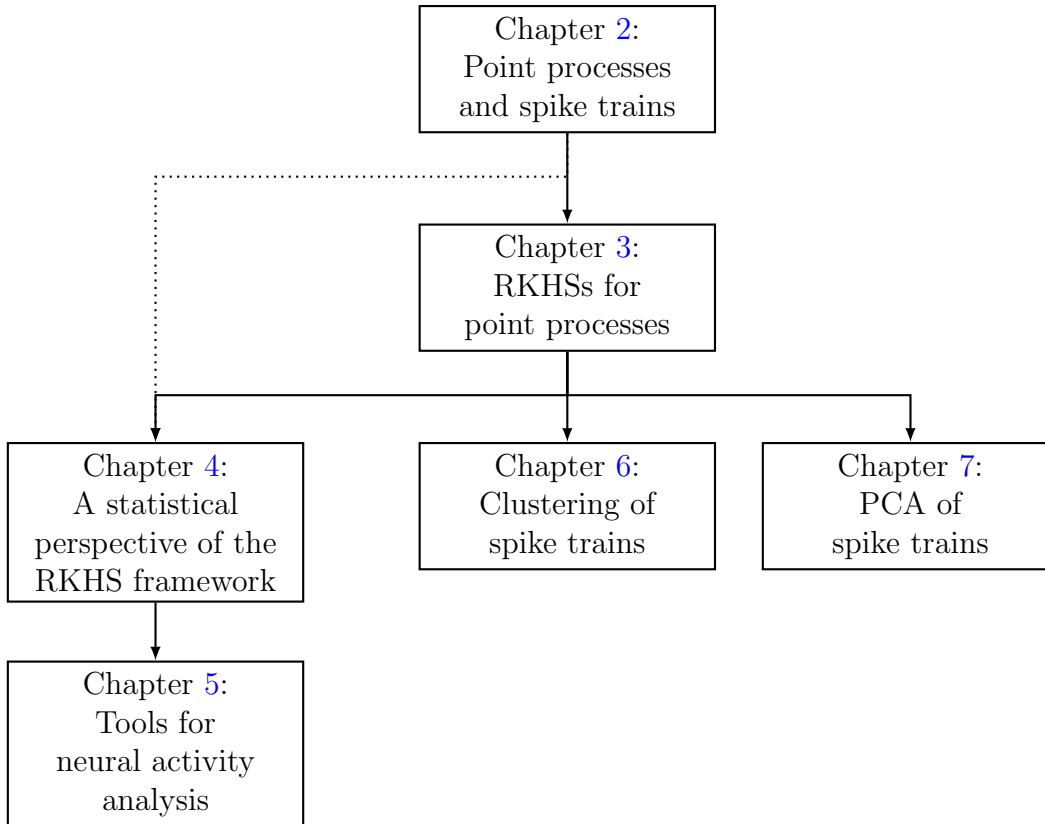 Chapter 2:
Point processes
and spike trains
Chapter 3:
RKHSs for
point processes
Chapter 4:
A statistical
perspective of the
RKHS framework
Chapter 6:
Clustering of
spike trains
Chapter 7:
PCA of
spike trains
Chapter 5:
Tools for
neural activity
analysis